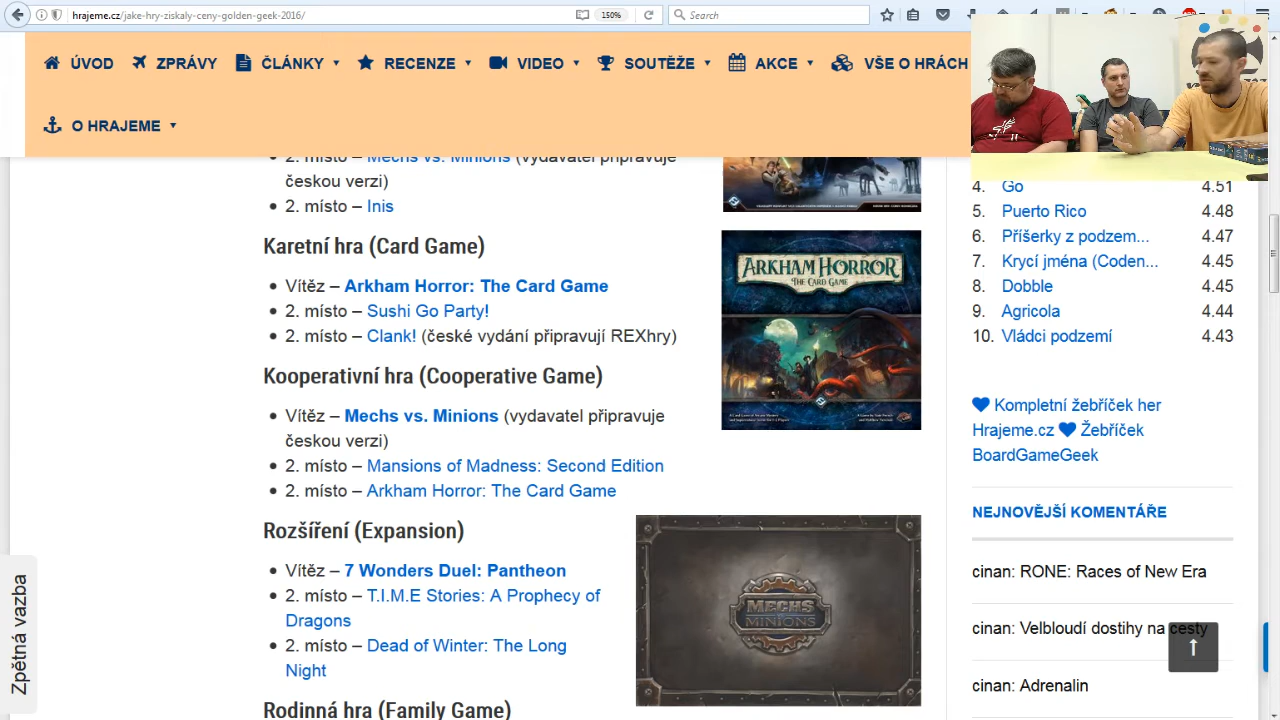 hrajeme.cz/jake-hry-ziskaly-ceny-golden-geek-2016/
150%
Search
ÚVOD
ZPRÁVY
ČLÁNKY
RECENZE
VIDEO
SOUTĚŽE
AKCE
VŠE O HRÁCH
O HRAJEME
2. místo – Mechs vs. Minions (vydavatel připravuje
českou verzi)
2. místo – Inis
Karetní hra (Card Game)
Vítěz – Arkham Horror: The Card Game
2. místo – Sushi Go Party!
2. místo – Clank! (české vydání připravují REXhry)
Kooperativní hra (Cooperative Game)
Vítěz – Mechs vs. Minions (vydavatel připravuje
českou verzi)
2. místo – Mansions of Madness: Second Edition
2. místo – Arkham Horror: The Card Game
Rozšíření (Expansion)
Vítěz – 7 Wonders Duel: Pantheon
2. místo – T.I.M.E Stories: A Prophecy of
Dragons
2. místo – Dead of Winter: The Long
Night
Rodinná hra (Family Game)
ARKHAM HORROR
THE CARD GAME
MECHS
MINIONS
4. Go 4.51
5. Puerto Rico 4.48
6. Příšerky z podzem... 4.47
7. Krycí jména (Coden... 4.45
8. Dobble 4.45
9. Agricola 4.44
10. Vládci podzemí 4.43
Kompletní žebříček her
Hrajeme.cz Žebříček
BoardGameGeek
NEJNOVĚJŠÍ KOMENTÁŘE
cinan: RONE: Races of New Era
cinan: Velbloudí dostihy na cesty
cinan: Adrenalin
Zpětná vazba